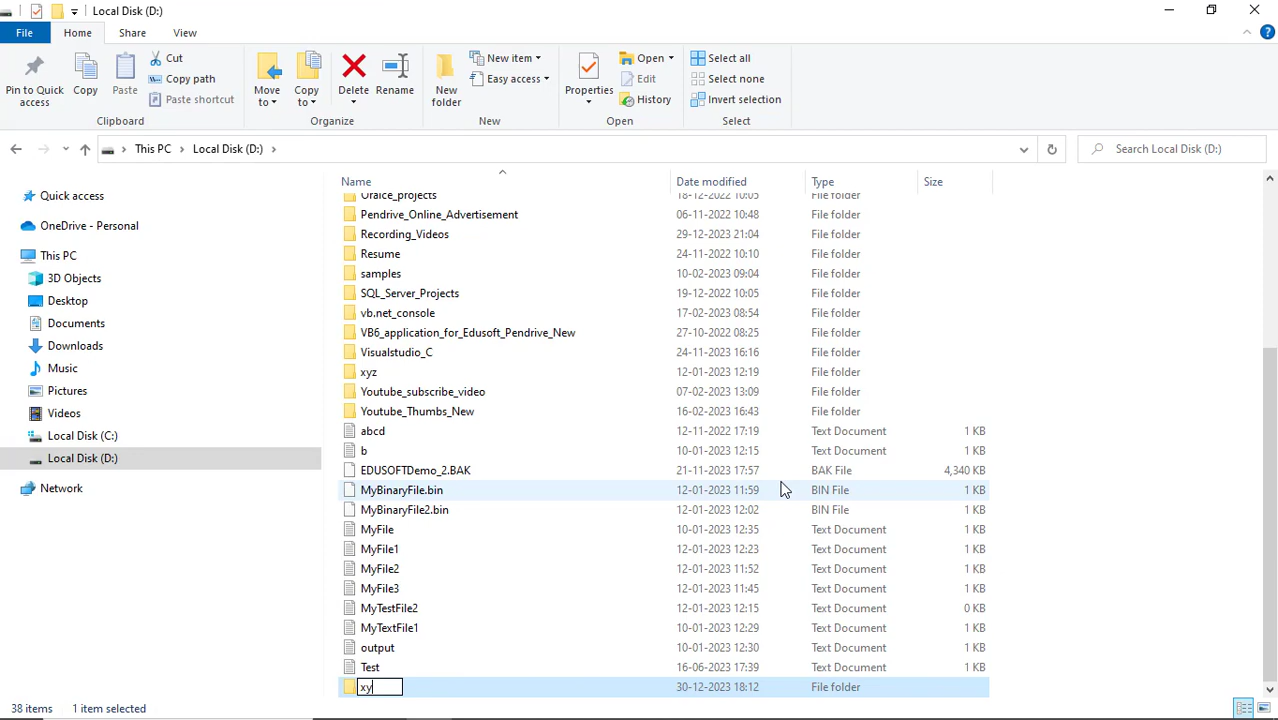 Local Disk (D:)
File Home Share View
Pin to Quick access
Copy
Paste
Cut
Copy path
Paste shortcut
Clipboard
Move to
Copy to
Delete
Rename
Organize
New folder
New item
Easy access
New
Properties
Open
Edit
History
Open
Select all
Select none
Invert selection
Select
This PC Local Disk (D:)
Search Local Disk (D:)
Quick access
OneDrive - Personal
This PC
3D Objects
Desktop
Documents
Downloads
Music
Pictures
Videos
Local Disk (C:)
Local Disk (D:)
Network
Name Date modified Type Size
Oralce_projects 18-12-2022 10:05 File folder
Pendrive_Online_Advertisement 06-11-2022 10:48 File folder
Recording_Videos 29-12-2023 21:04 File folder
Resume 24-11-2022 10:10 File folder
samples 10-02-2023 09:04 File folder
SQL_Server_Projects 19-12-2022 10:05 File folder
vb.net_console 17-02-2023 08:54 File folder
VB6_application_for_Edusoft_Pendrive_New 27-10-2022 08:25 File folder
Visualstudio_C 24-11-2023 16:16 File folder
xyz 12-01-2023 12:19 File folder
Youtube_subscribe_video 07-02-2023 13:09 File folder
Youtube_Thumbs_New 16-02-2023 16:43 File folder
abcd 12-11-2022 17:19 Text Document 1 KB
b 10-01-2023 12:15 Text Document 1 KB
EDUSOFTDemo_2.BAK 21-11-2023 17:57 BAK File 4,340 KB
MyBinaryFile.bin 12-01-2023 11:59 BIN File 1 KB
MyBinaryFile2.bin 12-01-2023 12:02 BIN File 1 KB
MyFile 10-01-2023 12:35 Text Document 1 KB
MyFile1 12-01-2023 12:23 Text Document 1 KB
MyFile2 12-01-2023 11:52 Text Document 1 KB
MyFile3 12-01-2023 11:45 Text Document 1 KB
MyTestFile2 12-01-2023 12:15 Text Document 0 KB
MyTextFile1 10-01-2023 12:29 Text Document 1 KB
output 10-01-2023 12:30 Text Document 1 KB
Test 16-06-2023 17:39 Text Document 1 KB
xy 30-12-2023 18:12 File folder
38 items 1 item selected